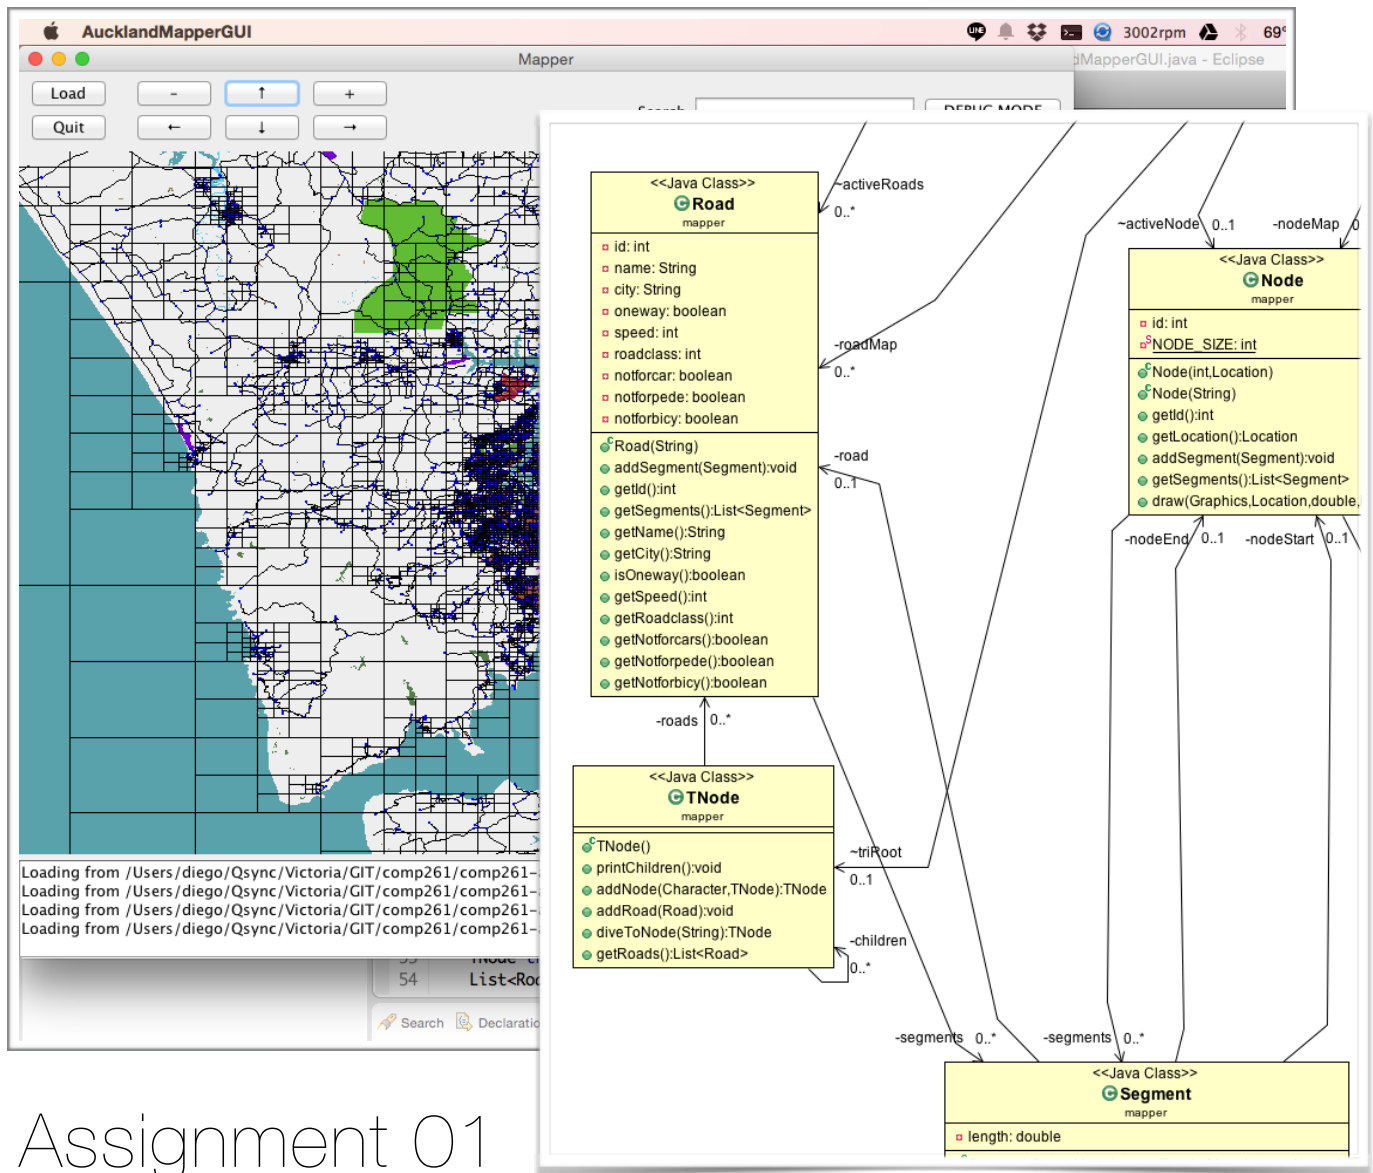 AucklandMapperGUI
3002rpm
69°
Mapper
dMapperGUI.java - Eclipse
Load
-
↑
+
Search
DEBUG MODE
Quit
←
↓
→
Loading from /Users/diego/Qsync/Victoria/GIT/comp261/comp261-
Loading from /Users/diego/Qsync/Victoria/GIT/comp261/comp261-
Loading from /Users/diego/Qsync/Victoria/GIT/comp261/comp261-
Loading from /Users/diego/Qsync/Victoria/GIT/comp261/comp261-
54 List<Roa
Search
Declaratio
<<Java Class>>
Road
mapper
id: int
name: String
city: String
oneway: boolean
speed: int
roadclass: int
notforcar: boolean
notforpede: boolean
notforbicy: boolean
Road(String)
addSegment(Segment):void
getId():int
getSegments():List<Segment>
getName():String
getCity():String
isOneway():boolean
getSpeed():int
getRoadclass():int
getNotforcars():boolean
getNotforpede():boolean
getNotforbicy():boolean
~activeRoads
0..*
-roadMap
0..*
-road
0..1
-roads 0..*
<<Java Class>>
TNode
mapper
TNode()
printChildren():void
addNode(Character,TNode):TNode
addRoad(Road):void
diveToNode(String):TNode
getRoads():List<Road>
~triRoot
0..1
-children
0..*
~activeNode 0..1
-nodeMap 0
<<Java Class>>
Node
mapper
id: int
NODE_SIZE: int
Node(int,Location)
Node(String)
getId():int
getLocation():Location
addSegment(Segment):void
getSegments():List<Segment>
draw(Graphics,Location,double,
-nodeEnd 0..1
-nodeStart 0..1
-segments 0..*
-segments 0..*
<<Java Class>>
Segment
mapper
length: double
Assignment 01